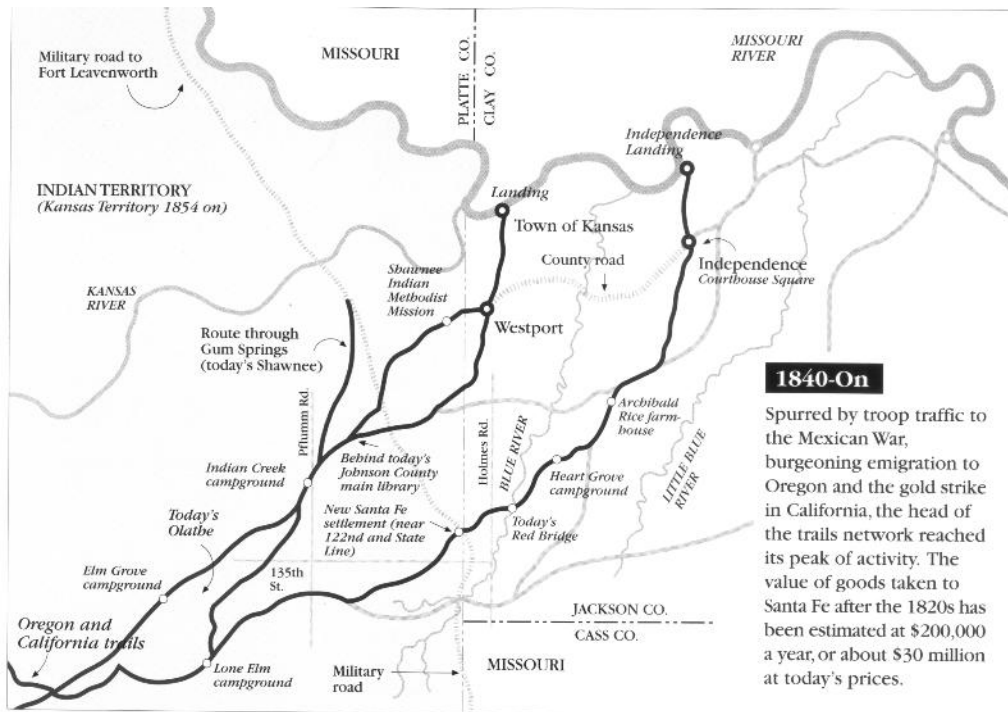 Military road to
Fort Leavenworth
MISSOURI
PLATTE CO.
CLAY CO.
MISSOURI
RIVER
Independence
Landing
INDIAN TERRITORY
(Kansas Territory 1854 on)
Landing
Town of Kansas
County road
Independence
Courthouse Square
Shawnee
Indian
Methodist
Mission
KANSAS
RIVER
Westport
Route through
Gum Springs
(today's Shawnee)
Pflumm Rd.
Holmes Rd.
BLUE RIVER
LITTLE BLUE
RIVER
Archibald
Rice farm-
house
Behind today's
Johnson County
main library
Indian Creek
campground
Heart Grove
campground
New Santa Fe
settlement (near
122nd and State
Line)
Today's
Red Bridge
Today's
Olathe
Elm Grove
campground
135th
St.
JACKSON CO.
CASS CO.
Oregon and
California trails
Lone Elm
campground
Military
road
MISSOURI
1840-On
Spurred by troop traffic to
the Mexican War,
burgeoning emigration to
Oregon and the gold strike
in California, the head of
the trails network reached
its peak of activity. The
value of goods taken to
Santa Fe after the 1820s has
been estimated at $200,000
a year, or about $30 million
at today's prices.